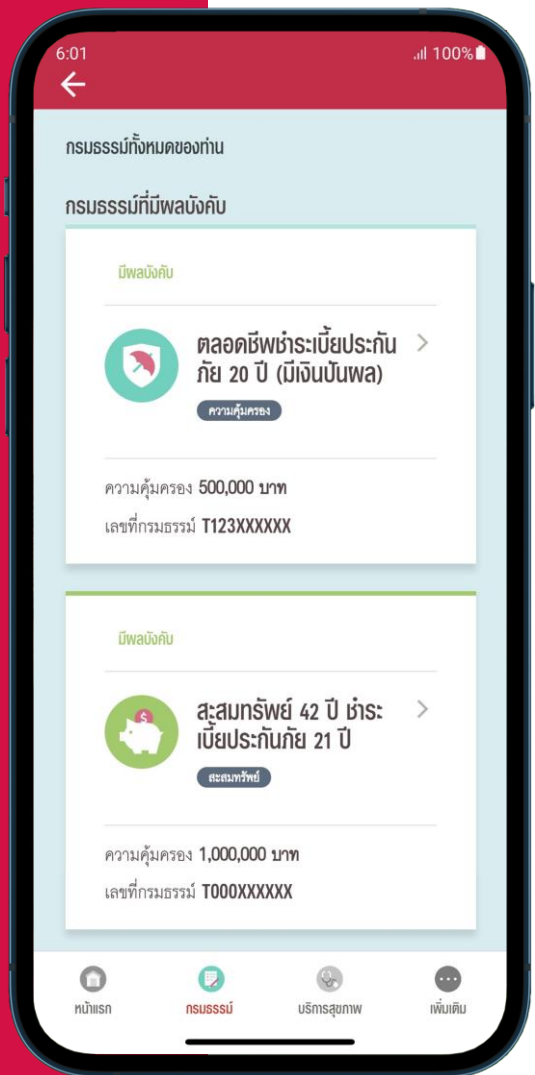 6:01
100%
กรมธรรม์ทั้งหมดของท่าน
กรมธรรม์ที่มีผลบังคับ
มีผลบังคับ
ตลอดชีพชำระเบี้ยประกัน
ภัย 20 ปี (มีเงินปันผล)
ความคุ้มครอง
ความคุ้มครอง 500,000 บาท
เลขที่กรมธรรม์ T123XXXXXX
มีผลบังคับ
สะสมทรัพย์ 42 ปี ชำระ
เบี้ยประกันภัย 21 ปี
สะสมทรัพย์
ความคุ้มครอง 1,000,000 บาท
เลขที่กรมธรรม์ T000XXXXXX
หน้าแรก
กรมธรรม์
บริการสุขภาพ
เพิ่มเติม